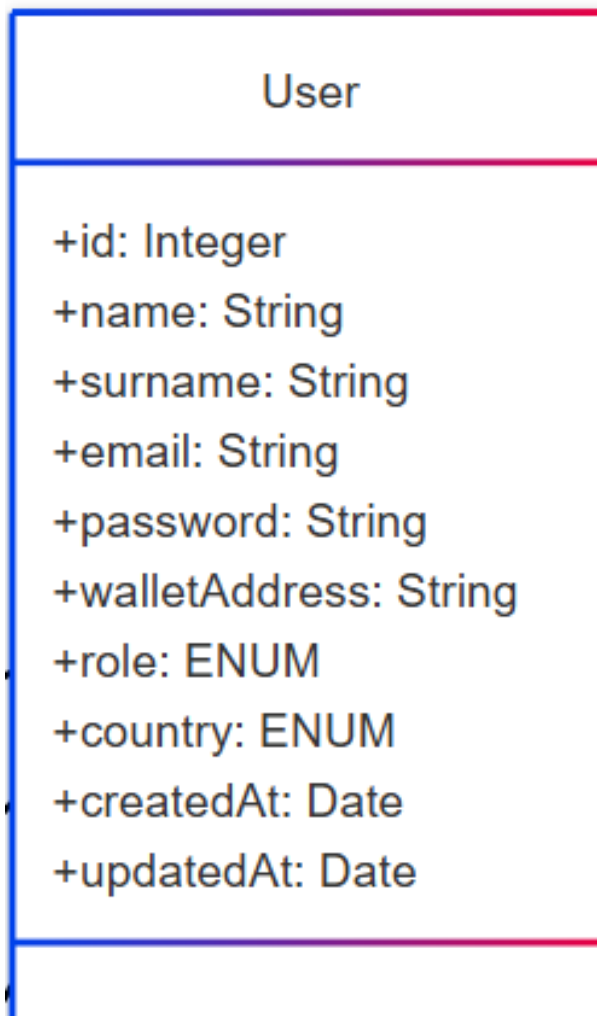 User
+id: Integer
+name: String
+surname: String
+email: String
+password: String
+walletAddress: String
+role: ENUM
+country: ENUM
+createdAt: Date
+updatedAt: Date